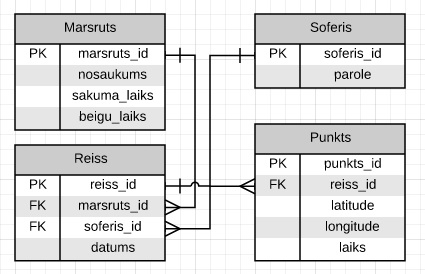 Marsruts
PK marsruts_id
nosaukums
sakuma_laiks
beigu_laiks
Soferis
PK soferis_id
parole
Reiss
PK reiss_id
FK marsruts_id
FK soferis_id
datums
Punkts
PK punkts_id
FK reiss_id
latitude
longitude
laiks